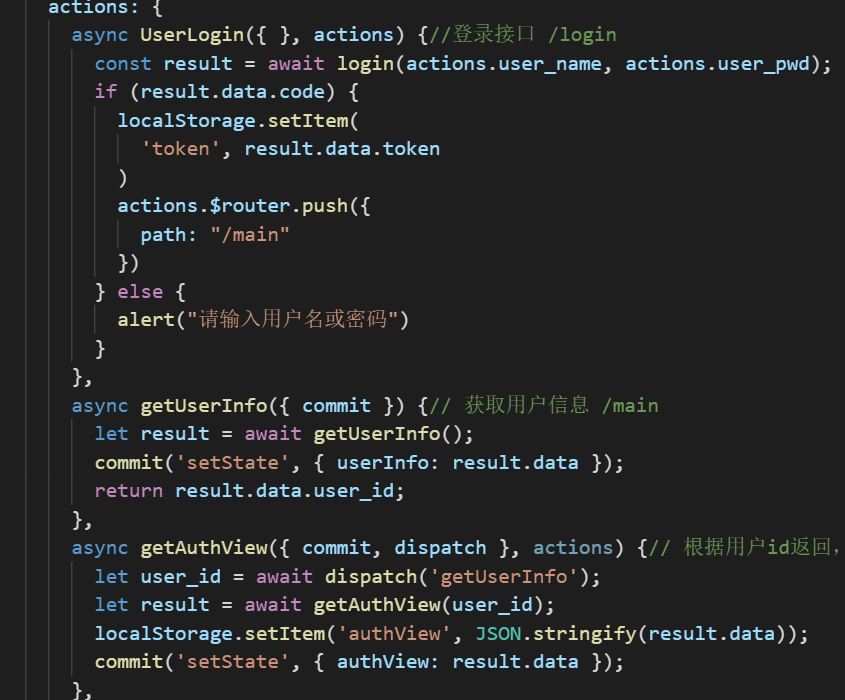 actions: {
async UserLogin({ }, actions) {//登录接口 /login
const result = await login(actions.user_name, actions.user_pwd);
if (result.data.code) {
localStorage.setItem(
'token', result.data.token
)
actions.$router.push({
path: "/main"
})
} else {
alert("请输入用户名或密码")
}
},
async getUserInfo({ commit }) {// 获取用户信息 /main
let result = await getUserInfo();
commit('setState', { userInfo: result.data });
return result.data.user_id;
},
async getAuthView({ commit, dispatch }, actions) {// 根据用户id返回，
let user_id = await dispatch('getUserInfo');
let result = await getAuthView(user_id);
localStorage.setItem('authView', JSON.stringify(result.data));
commit('setState', { authView: result.data });
},